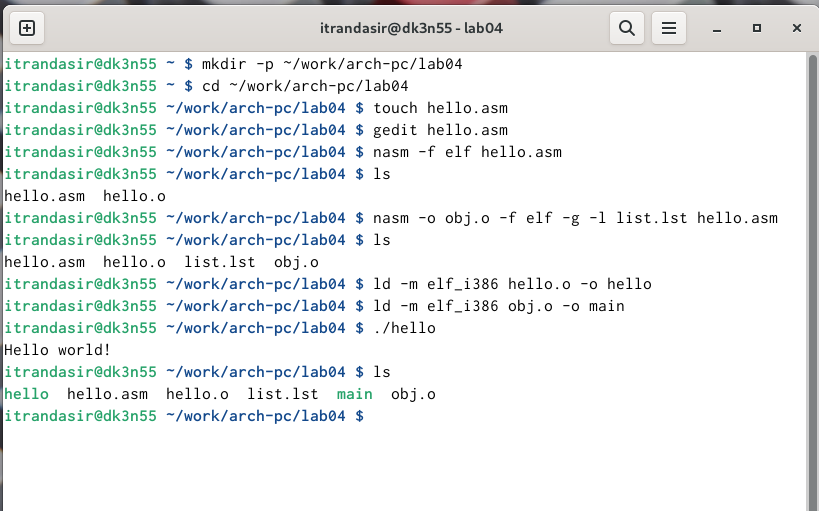 itrandasir@dk3n55 - lab04
itrandasir@dk3n55 ~ $ mkdir -p ~/work/arch-pc/lab04
itrandasir@dk3n55 ~ $ cd ~/work/arch-pc/lab04
itrandasir@dk3n55 ~/work/arch-pc/lab04 $ touch hello.asm
itrandasir@dk3n55 ~/work/arch-pc/lab04 $ gedit hello.asm
itrandasir@dk3n55 ~/work/arch-pc/lab04 $ nasm -f elf hello.asm
itrandasir@dk3n55 ~/work/arch-pc/lab04 $ ls
hello.asm  hello.o
itrandasir@dk3n55 ~/work/arch-pc/lab04 $ nasm -o obj.o -f elf -g -l list.lst hello.asm
itrandasir@dk3n55 ~/work/arch-pc/lab04 $ ls
hello.asm  hello.o  list.lst  obj.o
itrandasir@dk3n55 ~/work/arch-pc/lab04 $ ld -m elf_i386 hello.o -o hello
itrandasir@dk3n55 ~/work/arch-pc/lab04 $ ld -m elf_i386 obj.o -o main
itrandasir@dk3n55 ~/work/arch-pc/lab04 $ ./hello
Hello world!
itrandasir@dk3n55 ~/work/arch-pc/lab04 $ ls
hello  hello.asm  hello.o  list.lst  main  obj.o
itrandasir@dk3n55 ~/work/arch-pc/lab04 $